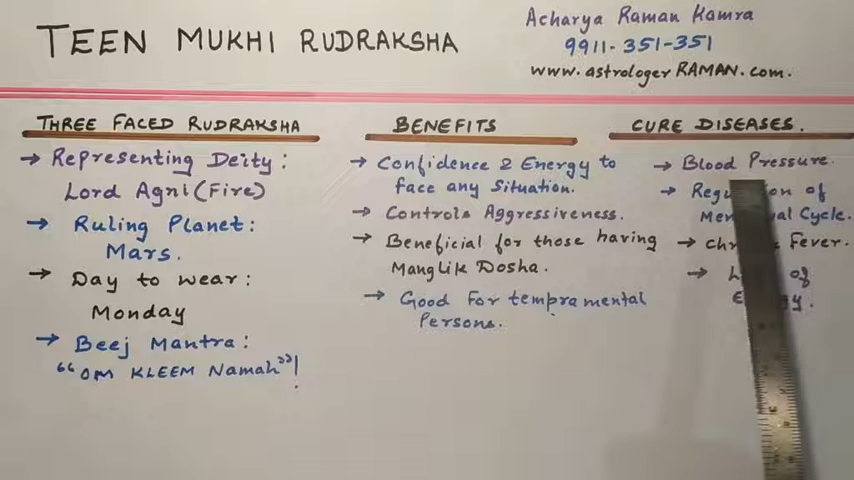 TEEN MUKHI RUDRAKSHA
Acharya Raman Kamra
9911-351-351
www.astrologerRAMAN.com.
THREE FACED RUDRAKSHA
→ Representing Deity:
Lord Agni (Fire)
→ Ruling Planet:
Mars.
→ Day to wear:
Monday
→ Beej Mantra:
"OM KLEEM Namah"!
BENEFITS
→ Confidence & Energy to
face any Situation.
→ Controls Aggressiveness.
→ Beneficial for those having
Manglik Dosha.
→ Good For tempramental
Persons.
CURE DISEASES.
→ Blood Pressure.
→ of
Cycle.
→ Fever.
→ of